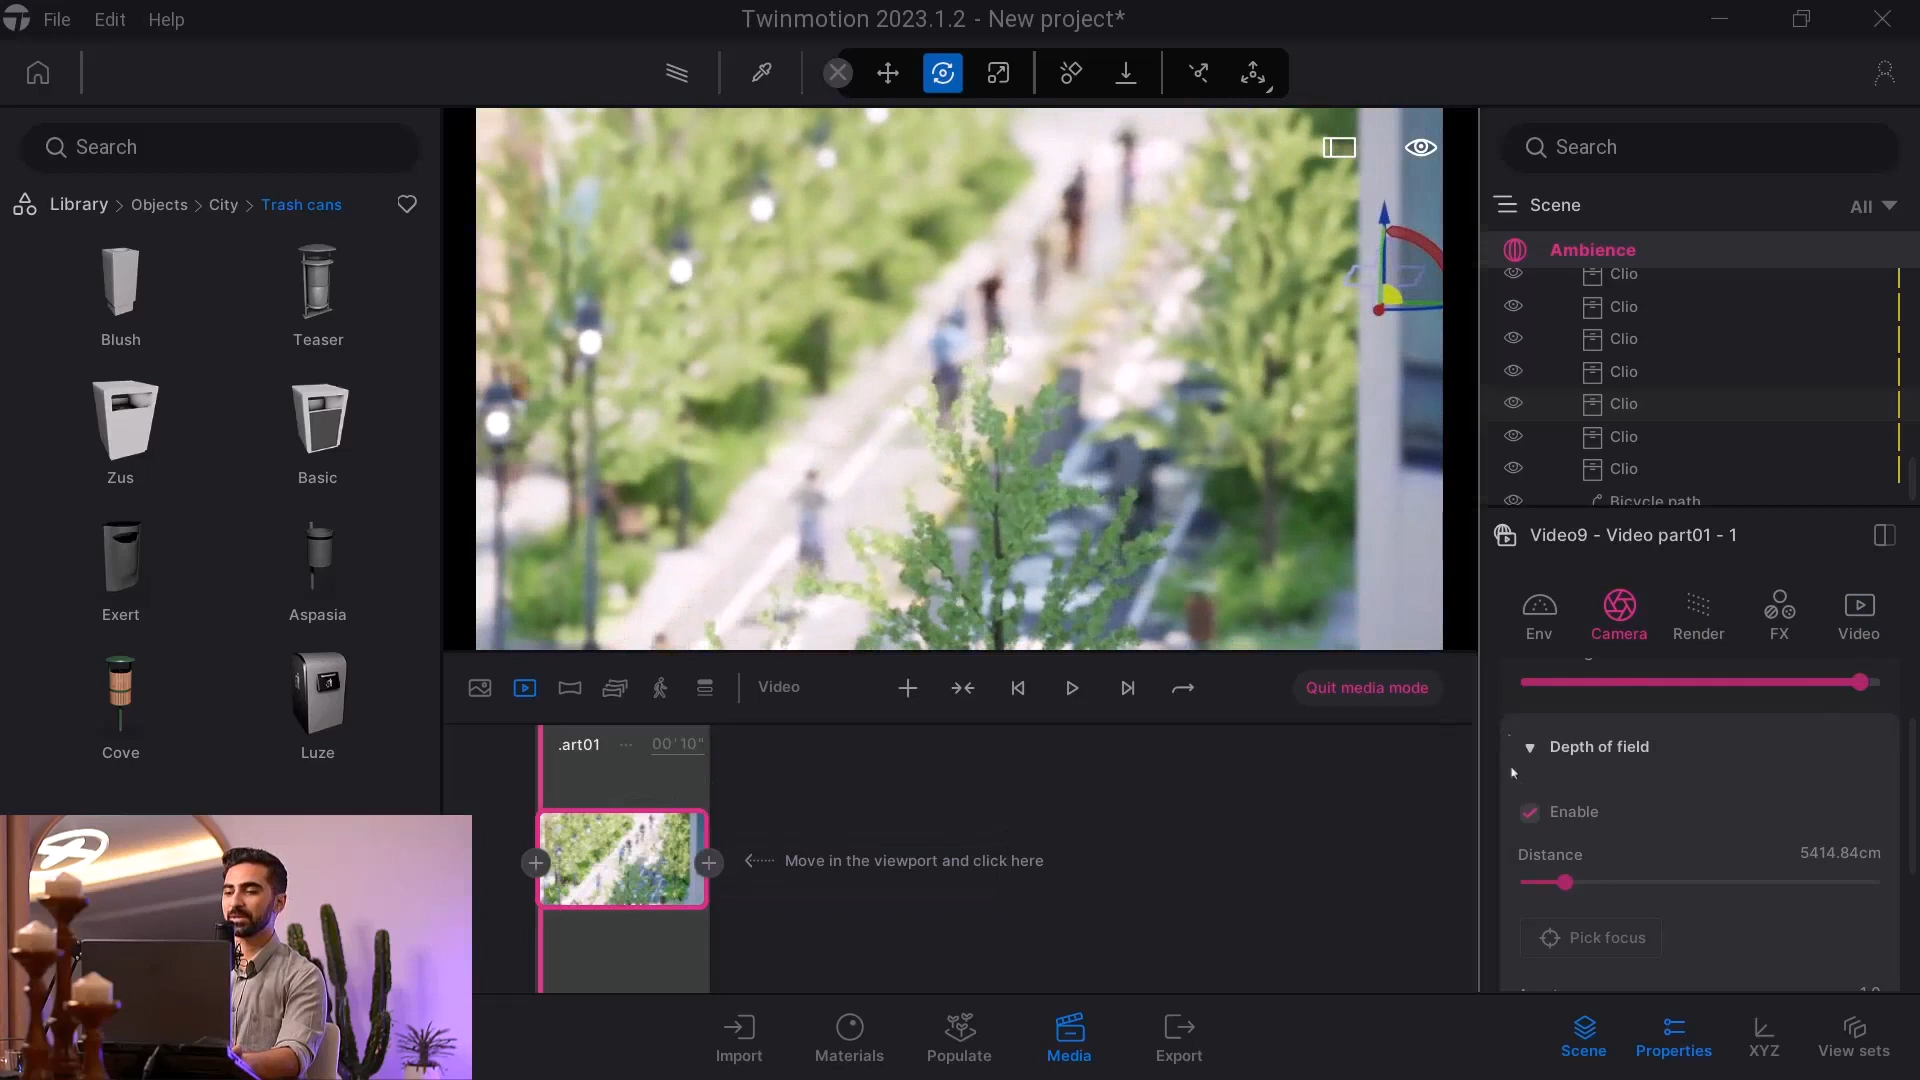 File Edit Help
Twinmotion 2023.1.2 - New project*
Search
Library > Objects > City > Trash cans
Blush
Teaser
Zus
Basic
Exert
Aspasia
Cove
Luze
Video
Quit media mode
.art01 ... 00'10"
Move in the viewport and click here
Import
Materials
Populate
Media
Export
Search
Scene
All
Ambience
Clio
Clio
Clio
Clio
Clio
Clio
Clio
Bicycle path
Video9 - Video part01 - 1
Env
Camera
Render
FX
Video
Depth of field
Enable
Distance 5414.84cm
Pick focus
Scene
Properties
XYZ
View sets